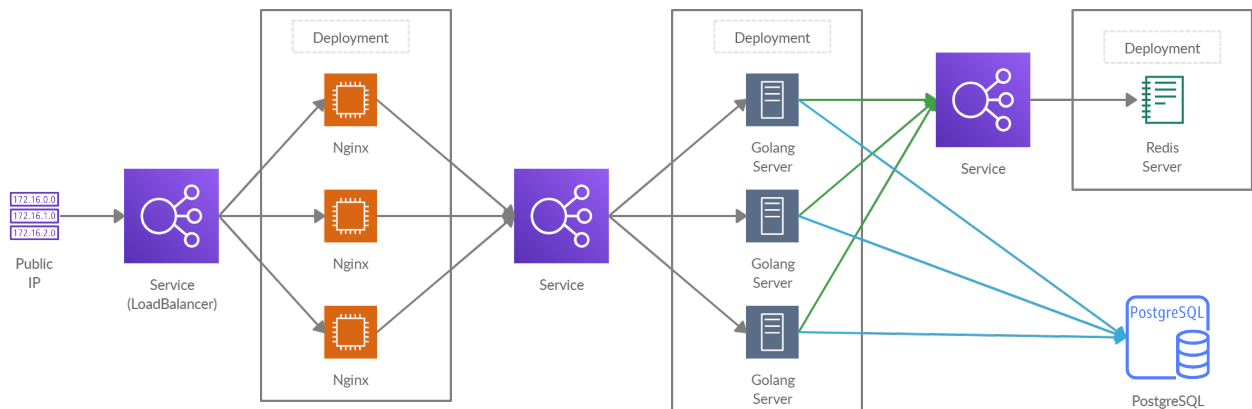 172.16.0.0
172.16.1.0
172.16.2.0
Public
IP
Service
(LoadBalancer)
Deployment
Nginx
Nginx
Nginx
Service
Deployment
Golang
Server
Golang
Server
Golang
Server
Service
Deployment
Redis
Server
PostgreSQL
PostgreSQL